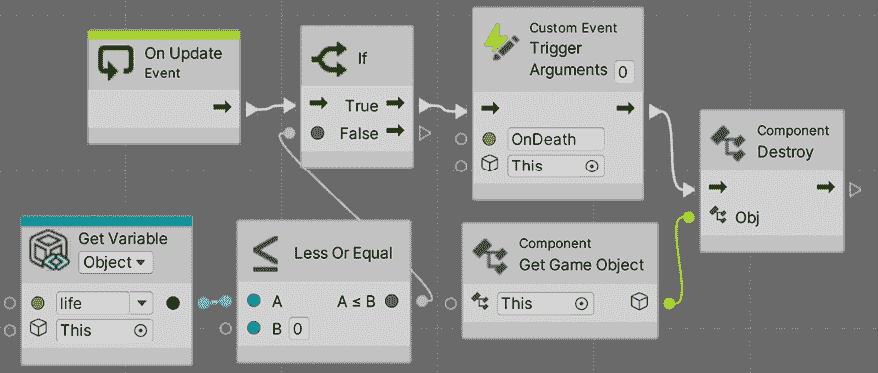 On Update
Event
If
True
False
Custom Event
Trigger
Arguments 0
OnDeath
This
Component
Destroy
Obj
Get Variable
Object
life
This
Less Or Equal
A A ≤ B
B 0
Component
Get Game Object
This